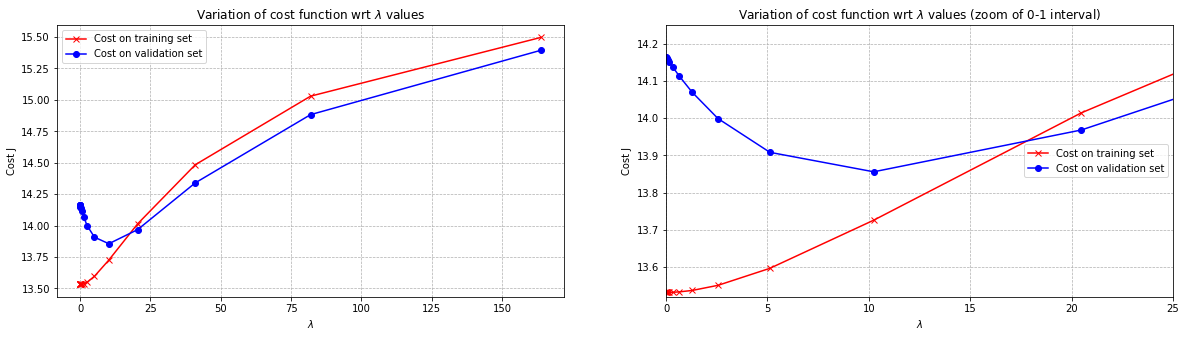 Variation of cost function wrt λ values
Cost on training set
Cost on validation set
Cost J
15.50
15.25
15.00
14.75
14.50
14.25
14.00
13.75
13.50
0 25 50 75 100 125 150
λ
Variation of cost function wrt λ values (zoom of 0-1 interval)
Cost J
14.2
14.1
14.0
13.9
13.8
13.7
13.6
Cost on training set
Cost on validation set
0 5 10 15 20 25
λ